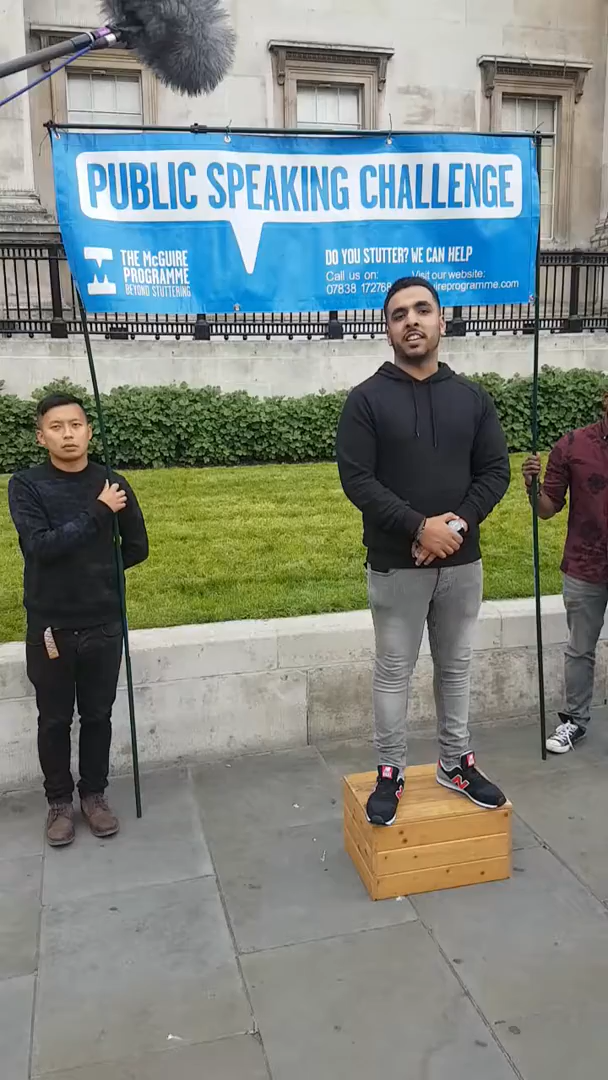 PUBLIC SPEAKING CHALLENGE
THE McGUIRE
PROGRAMME
BEYOND STUTTERING
DO YOU STUTTER? WE CAN HELP
Call us on:
Visit our website:
07838